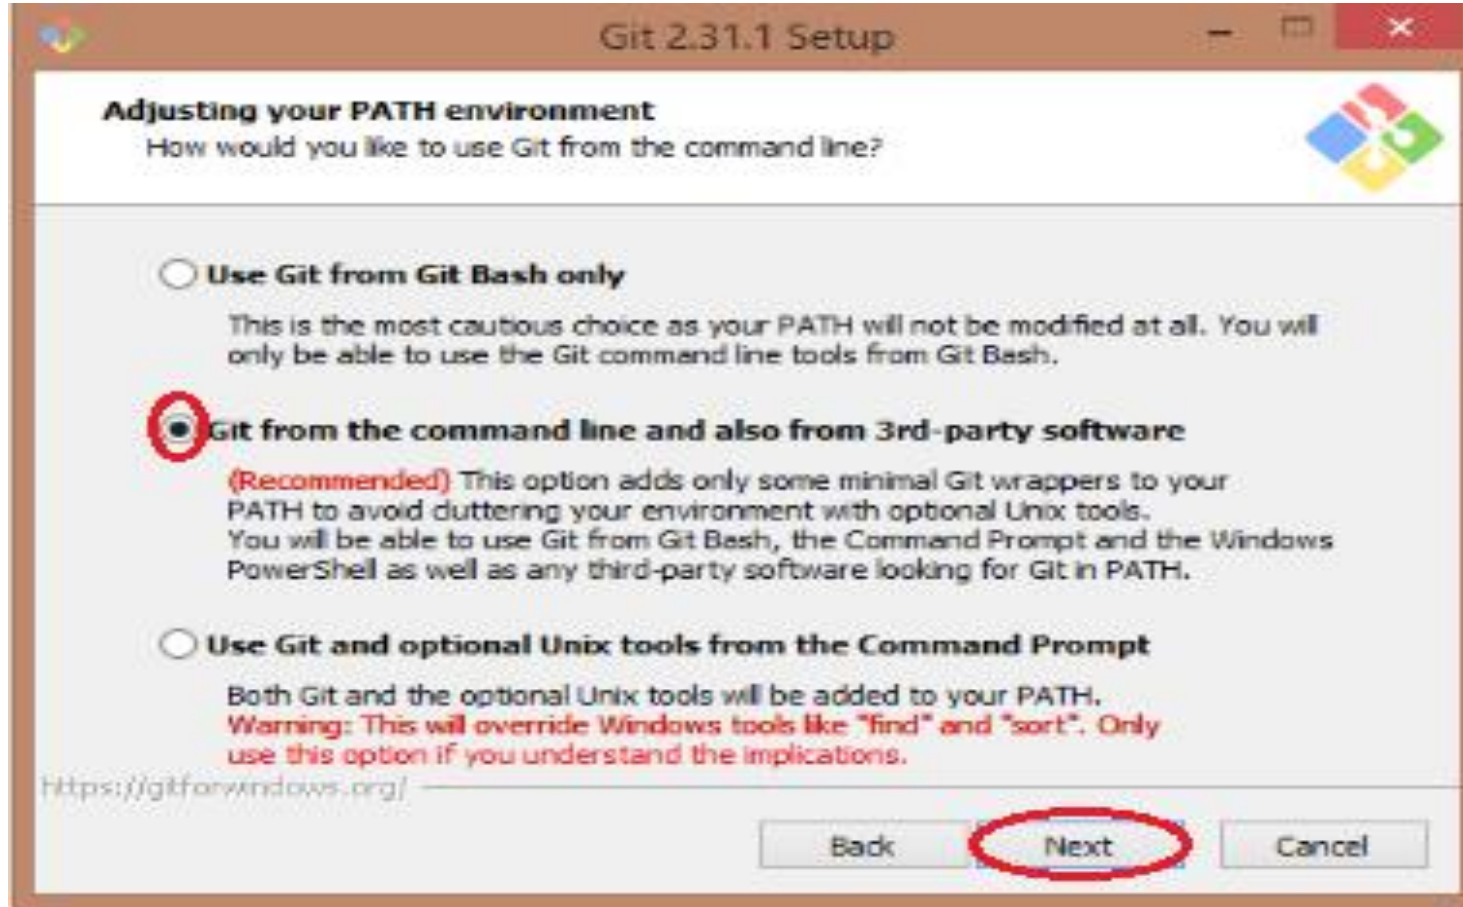 Git 2.31.1 Setup
Adjusting your PATH environment
How would you like to use Git from the command line?
Use Git from Git Bash only
This is the most cautious choice as your PATH will not be modified at all. You will
only be able to use the Git command line tools from Git Bash.
Git from the command line and also from 3rd-party software
(Recommended) This option adds only some minimal Git wrappers to your
PATH to avoid cluttering your environment with optional Unix tools.
You will be able to use Git from Git Bash, the Command Prompt and the Windows
PowerShell as well as any third-party software looking for Git in PATH.
Use Git and optional Unix tools from the Command Prompt
Both Git and the optional Unix tools will be added to your PATH.
Warning: This will override Windows tools like "find" and "sort". Only
use this option if you understand the implications.
https://gitforwindows.org/
Back Next Cancel